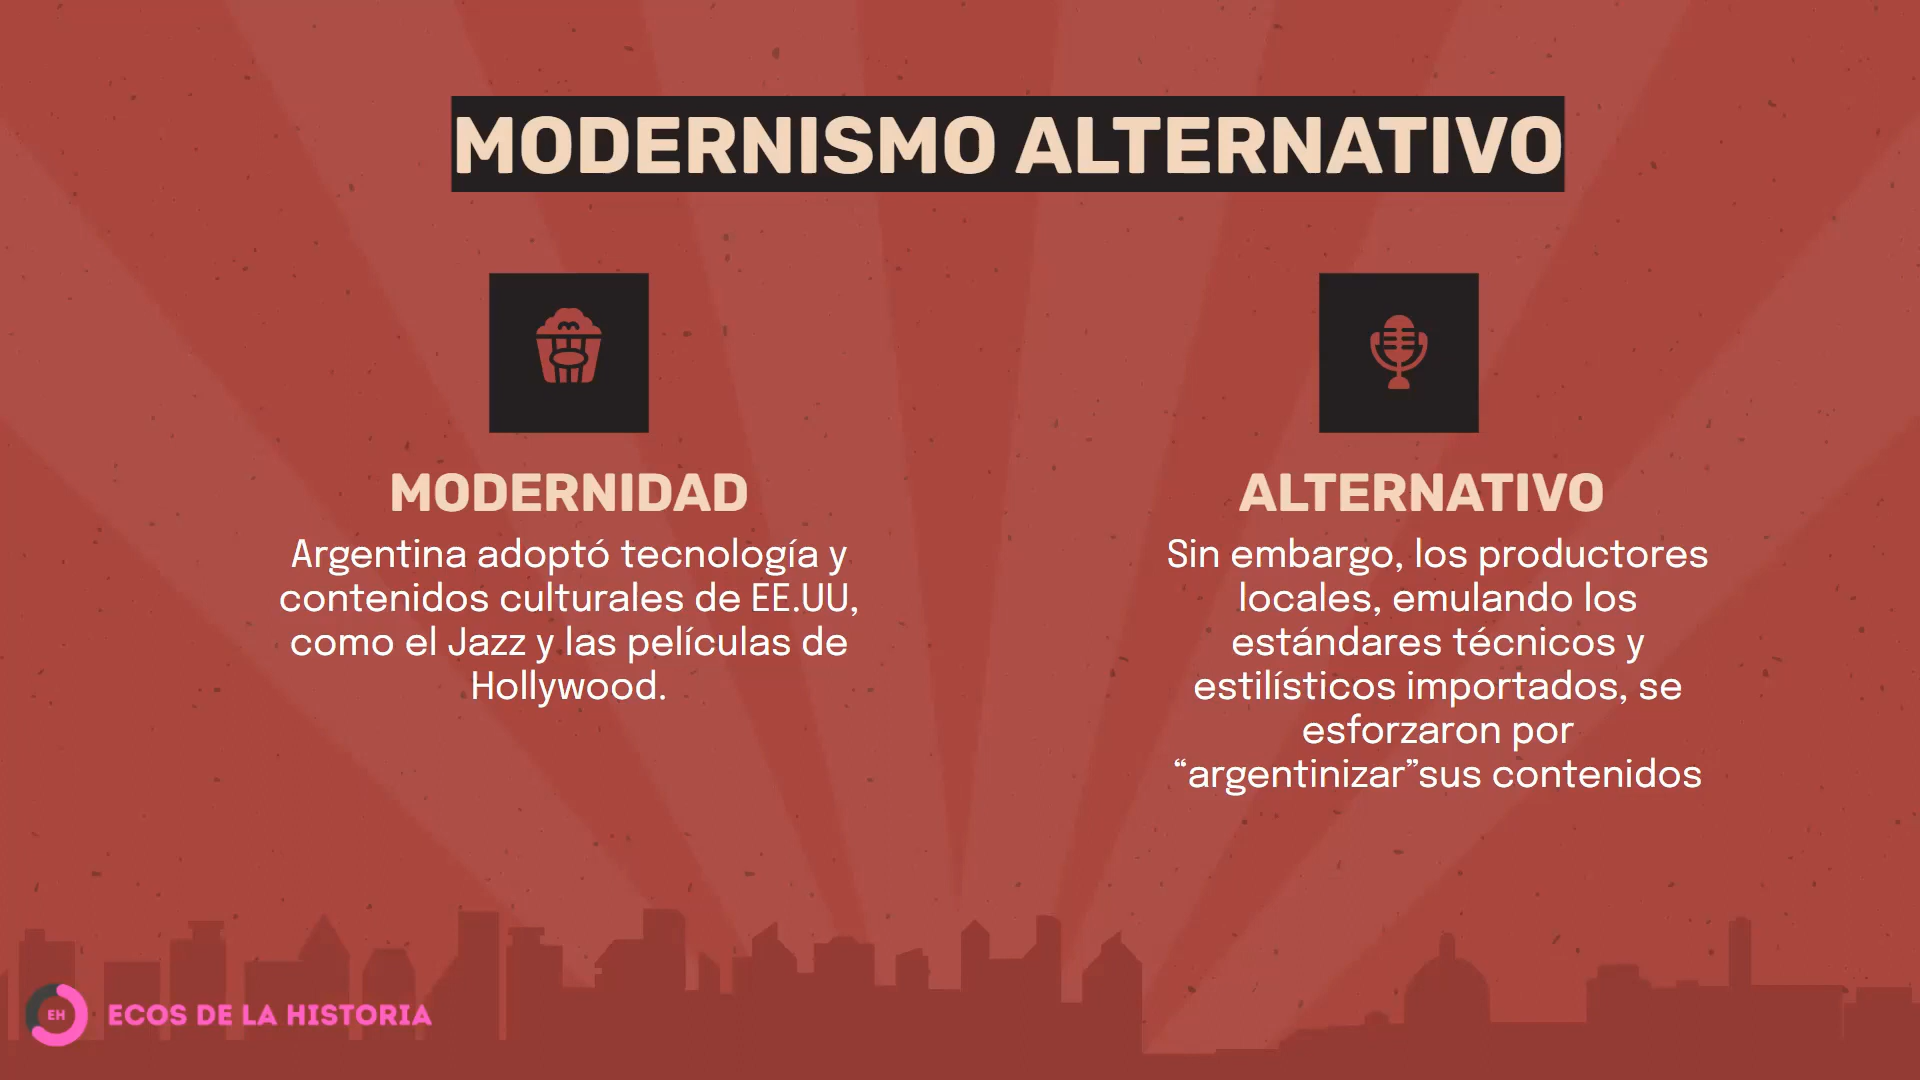 MODERNISMO ALTERNATIVO
MODERNIDAD
Argentina adoptó tecnología y
contenidos culturales de EE.UU,
como el Jazz y las películas de
Hollywood.
ALTERNATIVO
Sin embargo, los productores
locales, emulando los
estándares técnicos y
estilísticos importados, se
esforzaron por
“argentinizar”sus contenidos
EH
ECOS DE LA HISTORIA